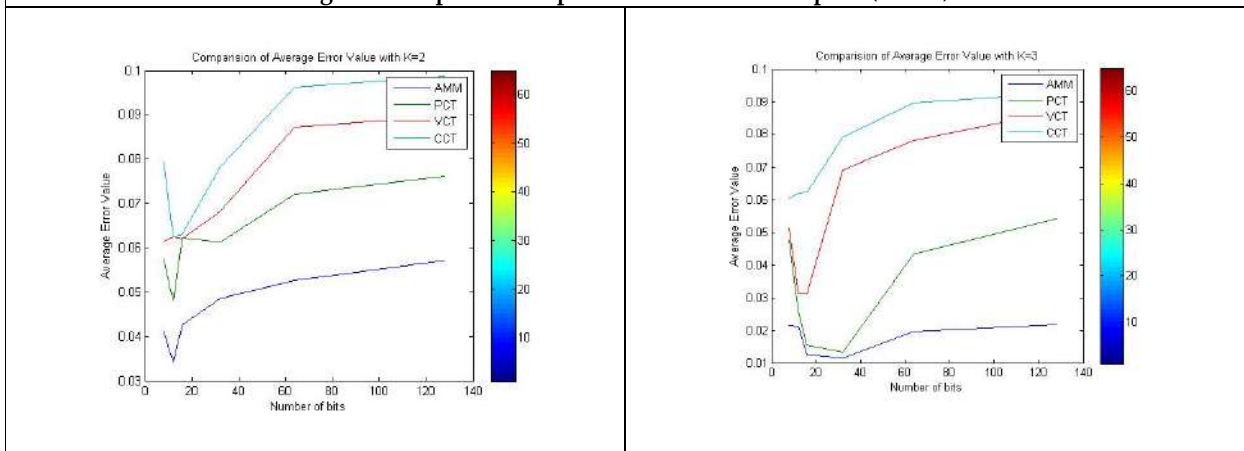 Comparision of Average Error Value with K=2
0.1
0.09
0.08
0.07
0.06
0.05
0.04
0.03
Average Error Value
0 20 40 60 80 100 120 140
Number of bits
AMM
PCT
VCT
CCT
60
50
40
30
20
10
Comparision of Average Error Value with K=3
0.1
0.09
0.08
0.07
0.06
0.05
0.04
0.03
0.02
0.01
Average Error Value
0 20 40 60 80 100 120 140
Number of bits
AMM
PCT
VCT
CCT
60
50
40
30
20
10